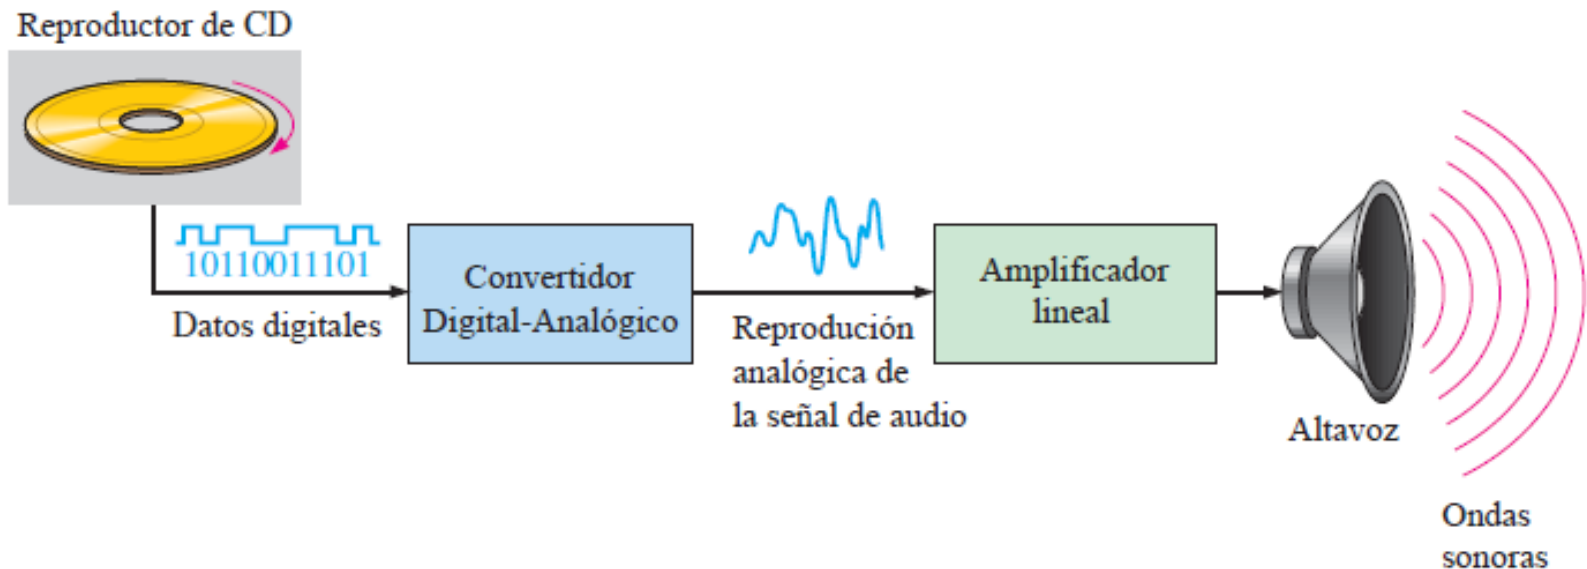 Reproductor de CD
10110011101
Datos digitales
Convertidor
Digital-Analógico
Reprodución
analógica de
la señal de audio
Amplificador
lineal
Altavoz
Ondas
sonoras